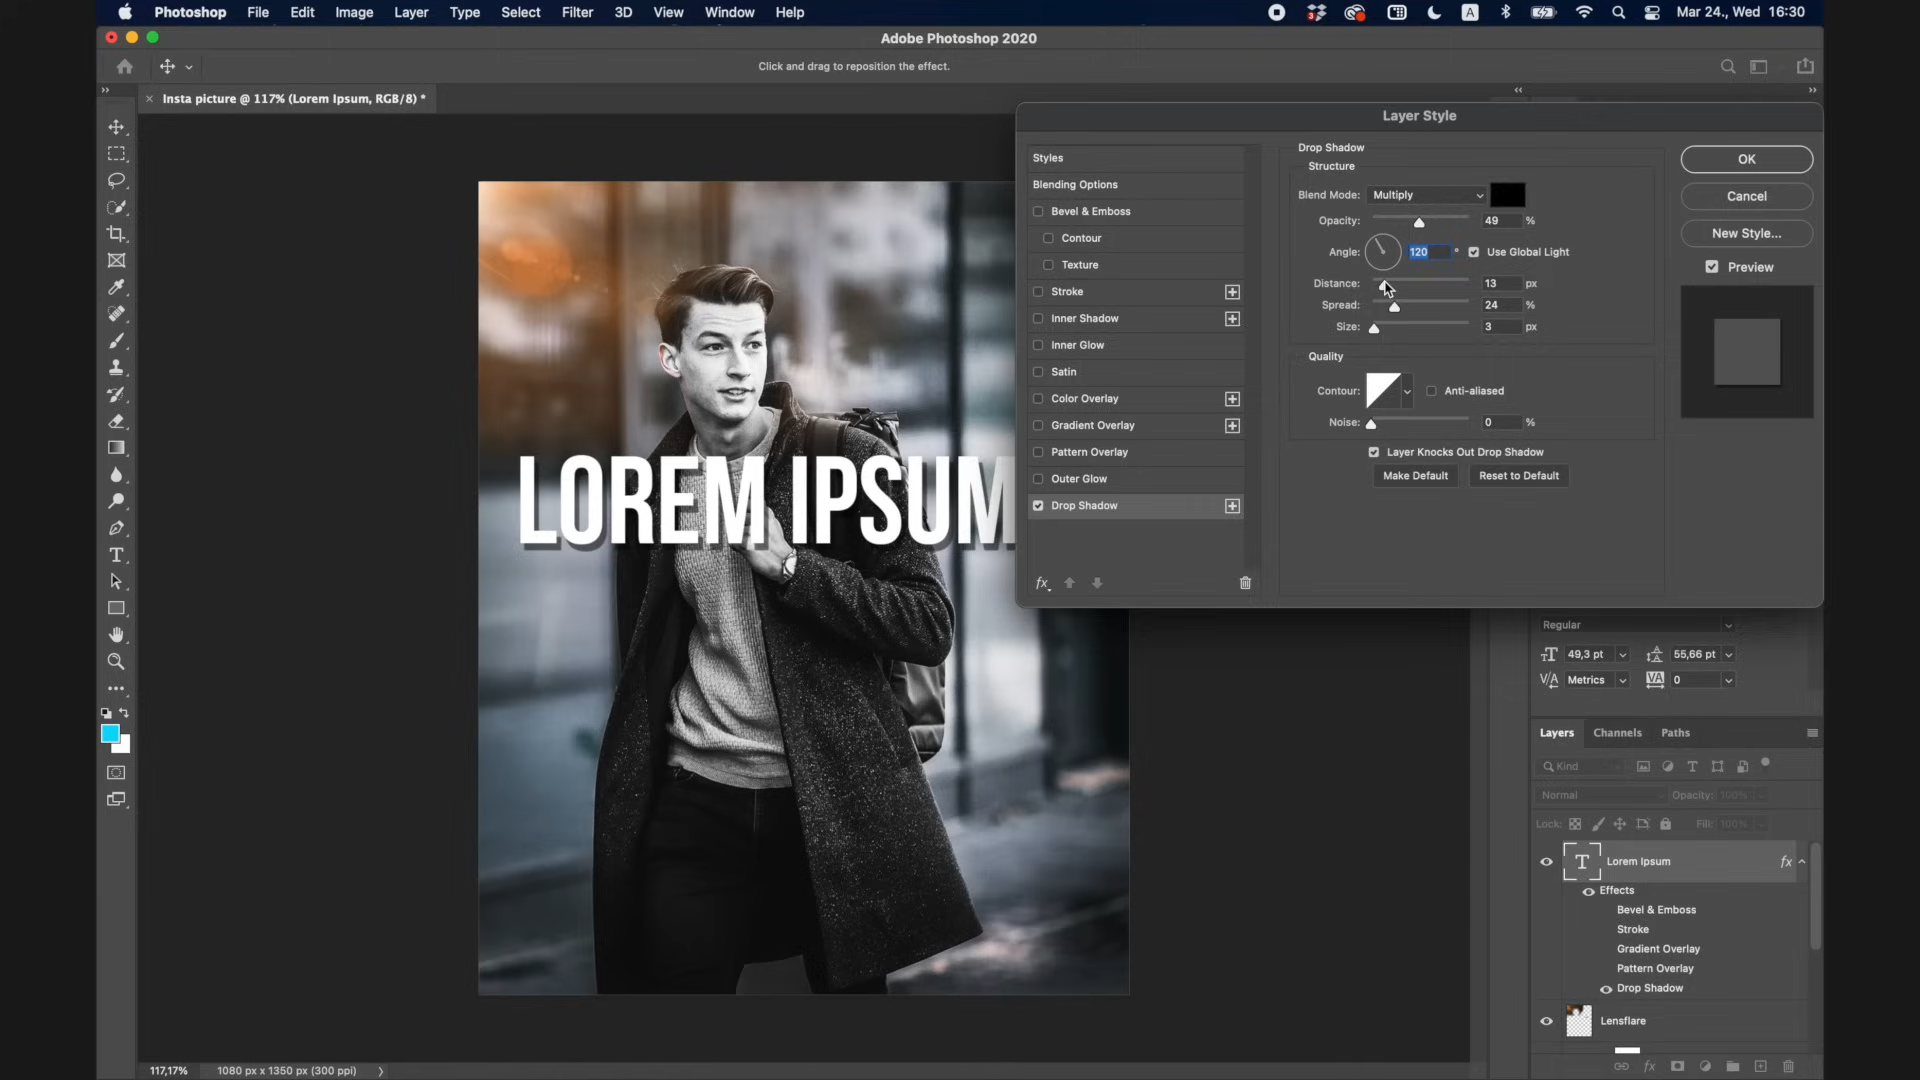 Photoshop File Edit Image Layer Type Select Filter 3D View Window Help
3 A Mar 24., Wed 16:30
Adobe Photoshop 2020
Click and drag to reposition the effect.
Insta picture @ 117% (Lorem Ipsum, RGB/8) *
Layer Style
Styles
Blending Options
Bevel & Emboss
Contour
Texture
Stroke
Inner Shadow
Inner Glow
Satin
Color Overlay
Gradient Overlay
Pattern Overlay
Outer Glow
Drop Shadow
fx
Drop Shadow
Structure
Blend Mode: Multiply
Opacity: 49 %
Angle: 120 ° Use Global Light
Distance: 13 px
Spread: 24 %
Size: 3 px
Quality
Contour: Anti-aliased
Noise: 0 %
Layer Knocks Out Drop Shadow
Make Default Reset to Default
OK
Cancel
New Style...
Preview
LOREM IPSUM
Regular
49,3 pt 55,66 pt
Metrics 0
Layers Channels Paths
Kind
Normal Opacity: 100%
Lock: Fill: 100%
Lorem Ipsum fx
Effects
Bevel & Emboss
Stroke
Gradient Overlay
Pattern Overlay
Drop Shadow
Lensflare
fx
117,17% 1080 px x 1350 px (300 ppi)